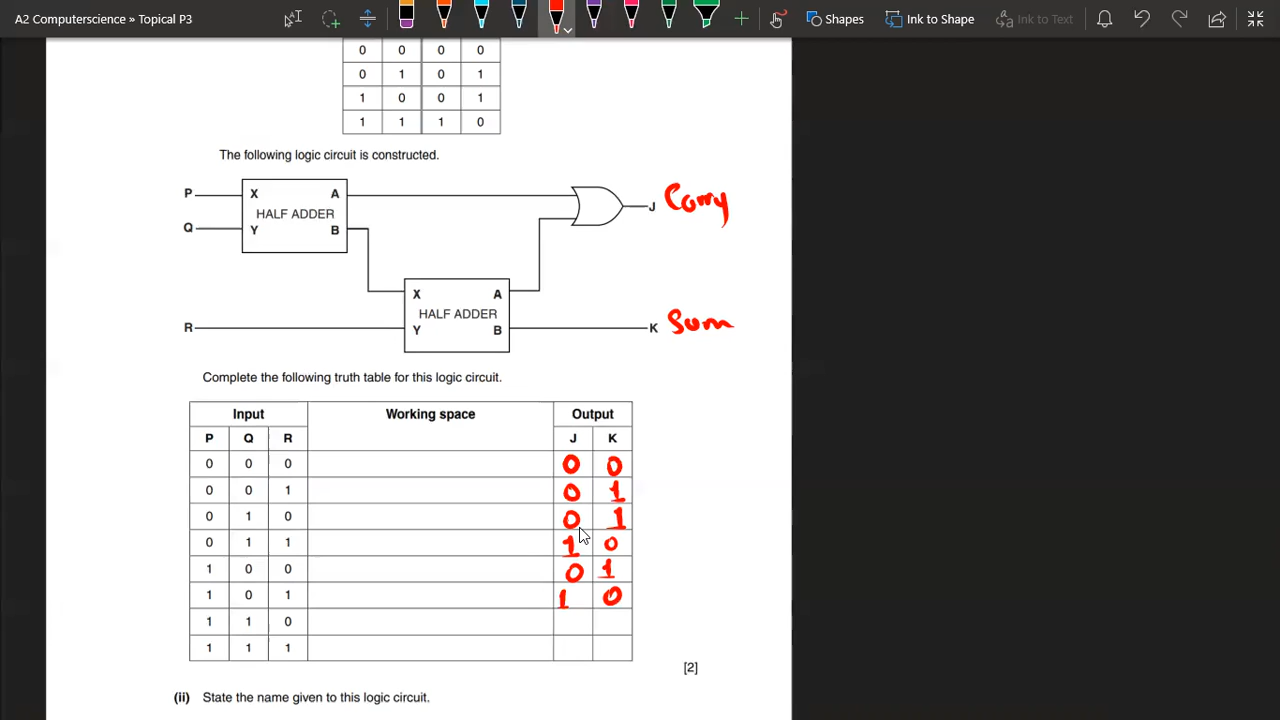 A2 Computerscience » Topical P3
Shapes
Ink to Shape
Ink to Text
0 0 0 0
0 1 0 1
1 0 0 1
1 1 1 0
The following logic circuit is constructed.
P X A
HALF ADDER
Q Y B
J Carry
X A
HALF ADDER
R Y B K Sum
Complete the following truth table for this logic circuit.
Input Working space Output
P Q R J K
0 0 0 0 0
0 0 1 0 1
0 1 0 0 1
0 1 1 1 0
1 0 0 0 1
1 0 1 1 0
1 1 0
1 1 1
[2]
(ii) State the name given to this logic circuit.